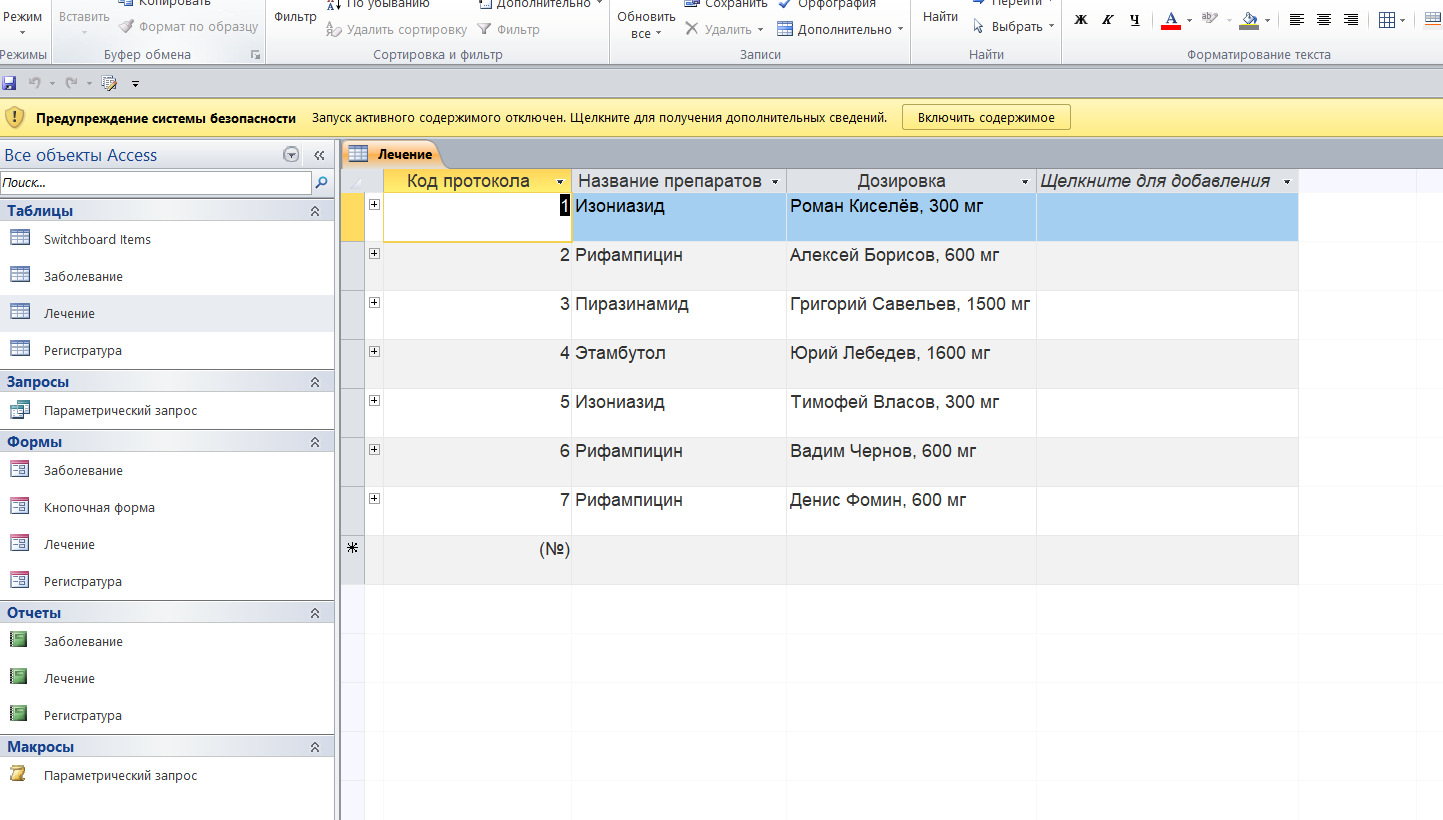 Режим Вставить Копировать Формат по образцу
Режимы Буфер обмена
Фильтр По убыванию Удалить сортировку Дополнительно Фильтр
Сортировка и фильтр
Обновить все Сохранить Удалить Орфография Дополнительно
Записи
Найти Перейти Выбрать
Найти
Ж К Ч А ab
Форматирование текста
Предупреждение системы безопасности Запуск активного содержимого отключен. Щелкните для получения дополнительных сведений. Включить содержимое
Все объекты Access
Поиск...
Таблицы
Switchboard Items
Заболевание
Лечение
Регистратура
Запросы
Параметрический запрос
Формы
Заболевание
Кнопочная форма
Лечение
Регистратура
Отчеты
Заболевание
Лечение
Регистратура
Макросы
Параметрический запрос
Лечение
Код протокола Название препаратов Дозировка Щелкните для добавления
1 Изониазид Роман Киселёв, 300 мг
2 Рифампицин Алексей Борисов, 600 мг
3 Пиразинамид Григорий Савельев, 1500 мг
4 Этамбутол Юрий Лебедев, 1600 мг
5 Изониазид Тимофей Власов, 300 мг
6 Рифампицин Вадим Чернов, 600 мг
7 Рифампицин Денис Фомин, 600 мг
(№)